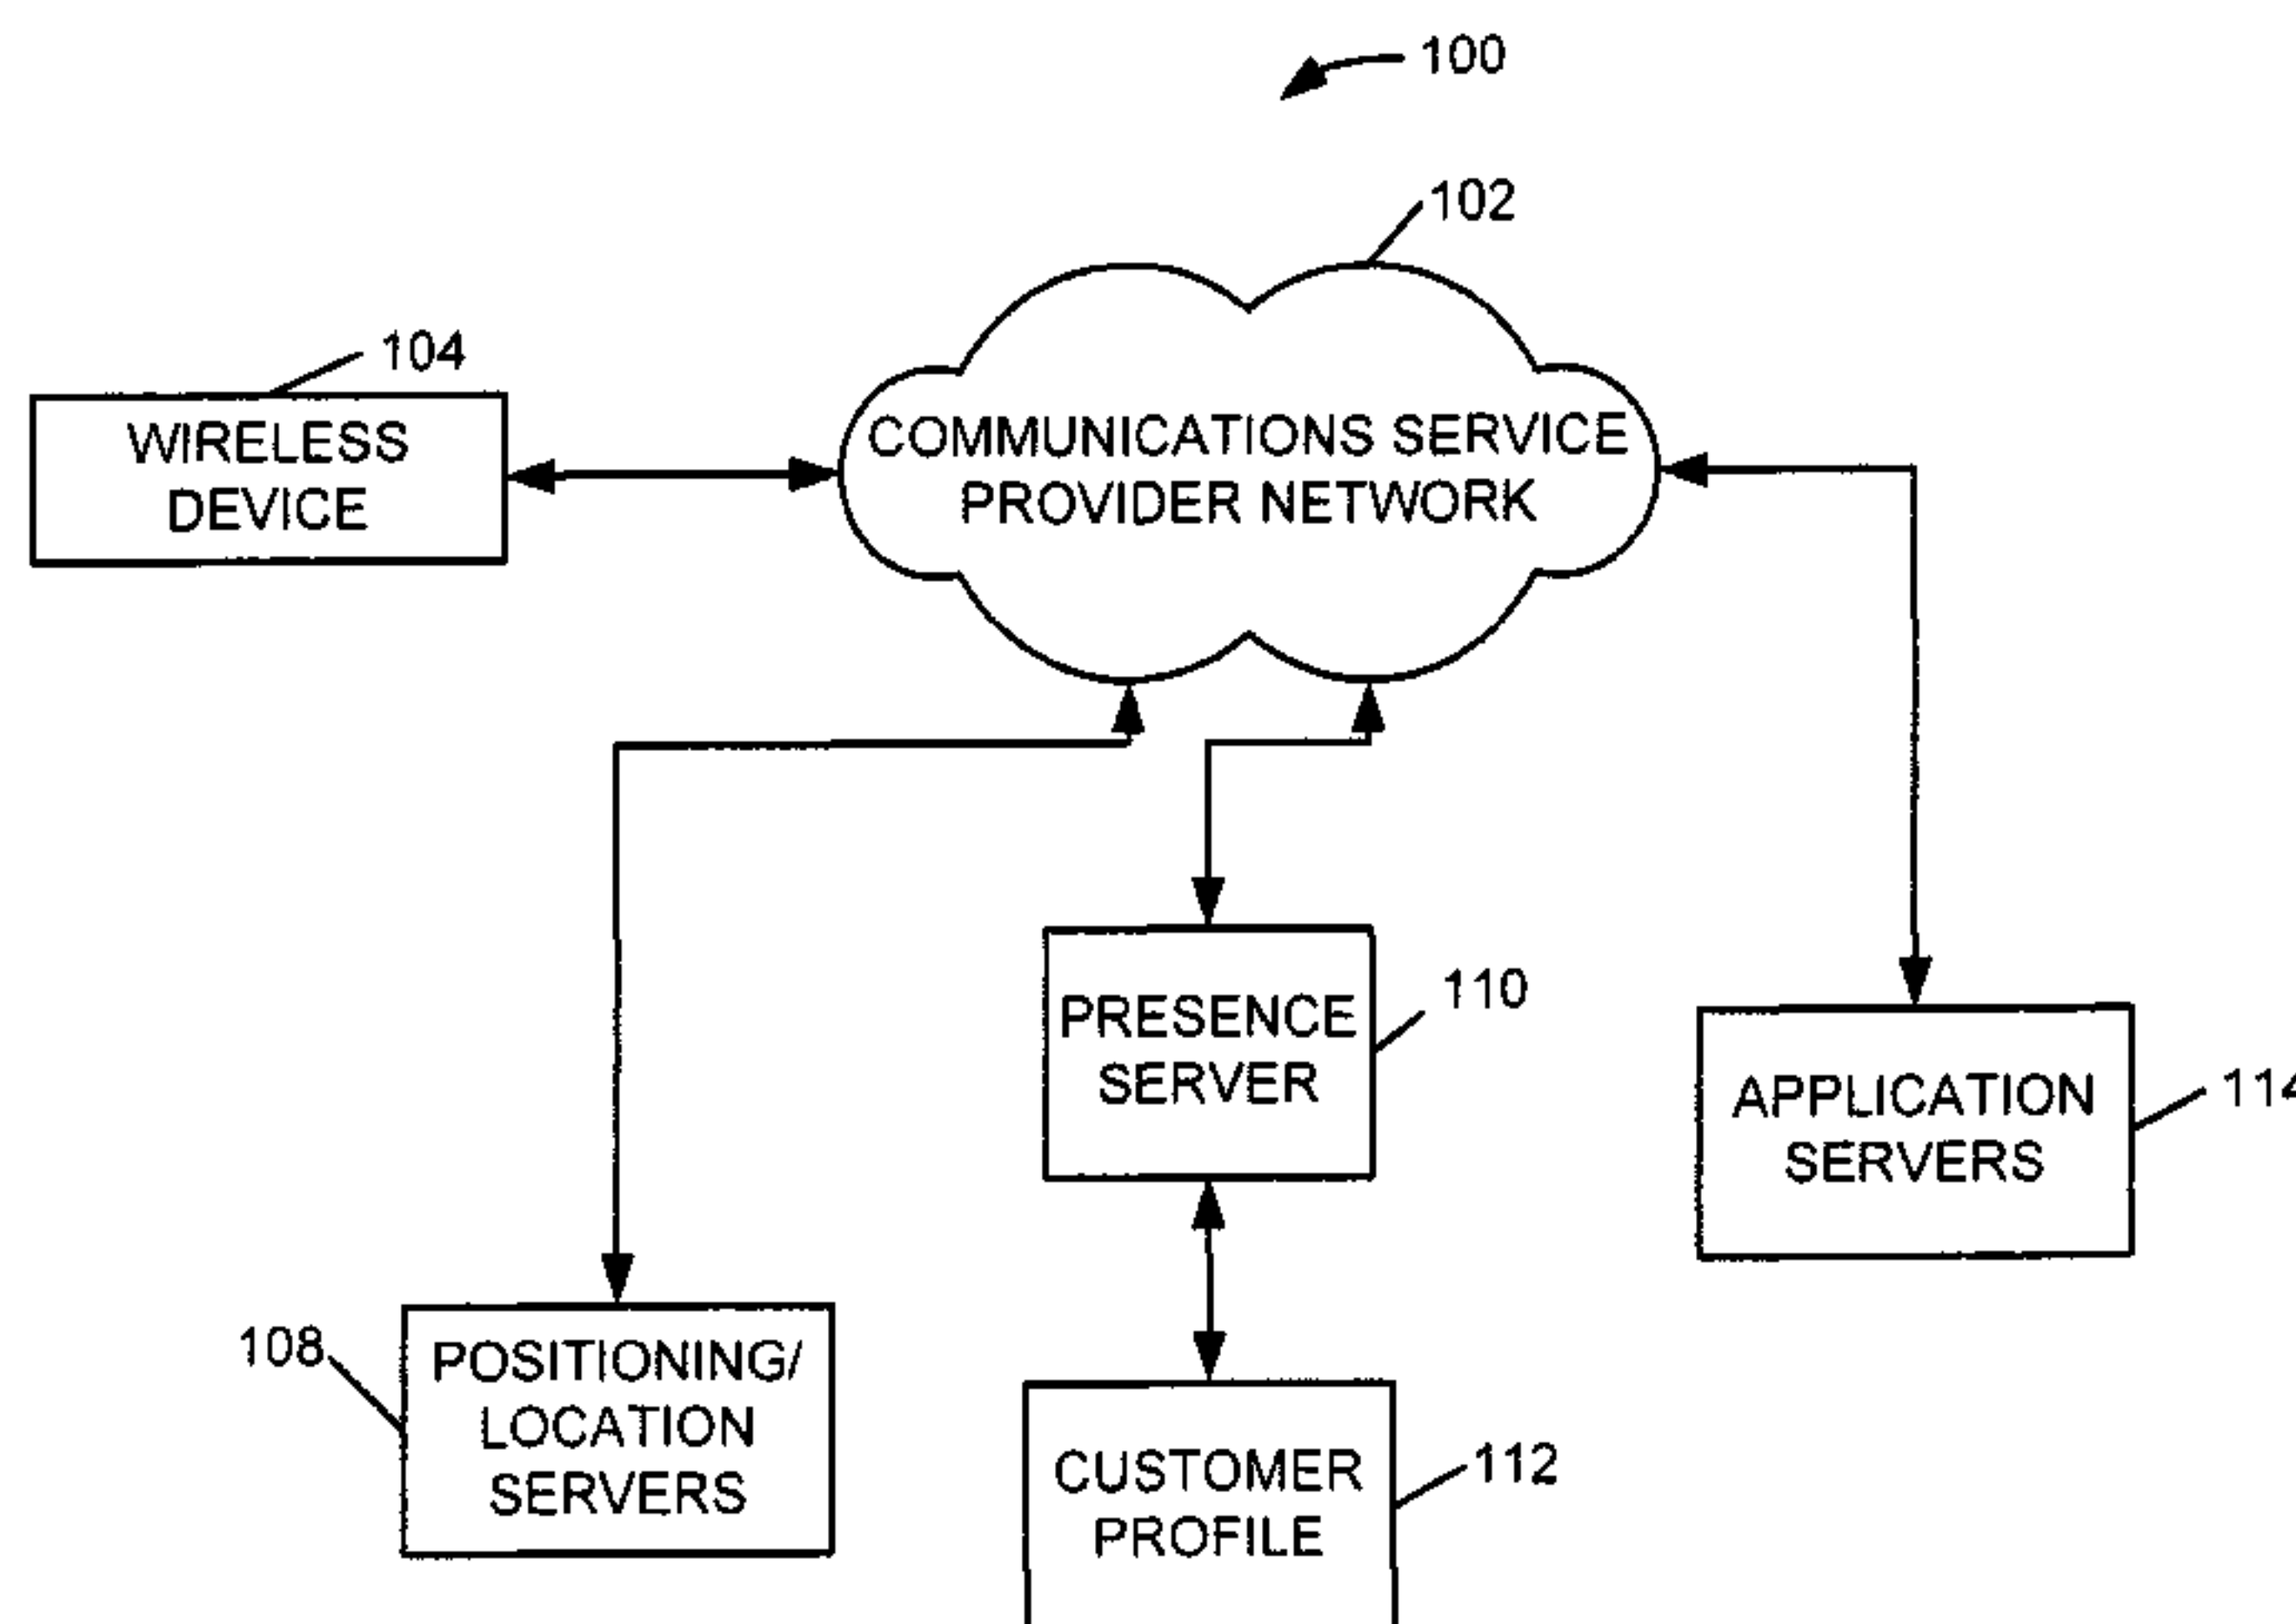 100
102
104
WIRELESS
DEVICE
COMMUNICATIONS SERVICE
PROVIDER NETWORK
110
PRESENCE
SERVER
114
APPLICATION
SERVERS
108
POSITIONING/
LOCATION
SERVERS
112
CUSTOMER
PROFILE